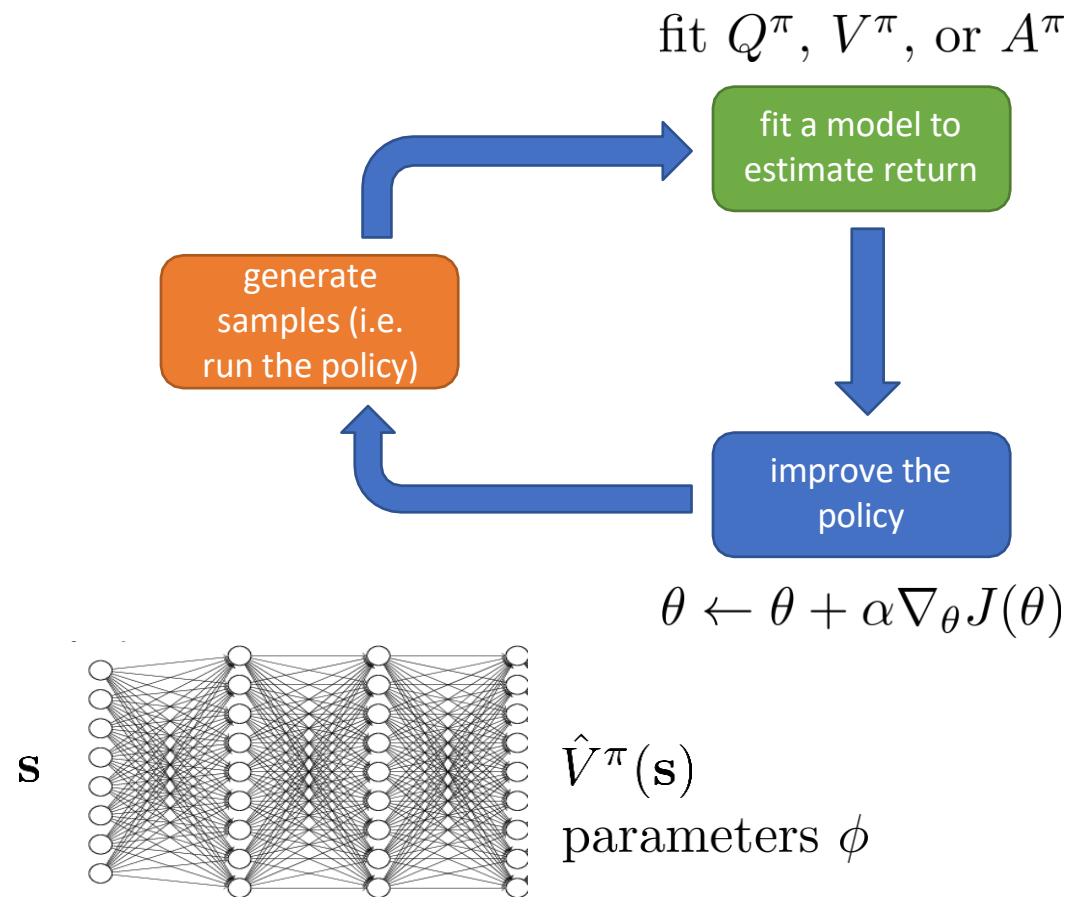 fit $Q^\pi$, $V^\pi$, or $A^\pi$
fit a model to
estimate return
generate
samples (i.e.
run the policy)
improve the
policy
$\theta \leftarrow \theta + \alpha \nabla_\theta J(\theta)$
$\mathbf{s}$
$\hat{V}^\pi(\mathbf{s})$
parameters $\phi$